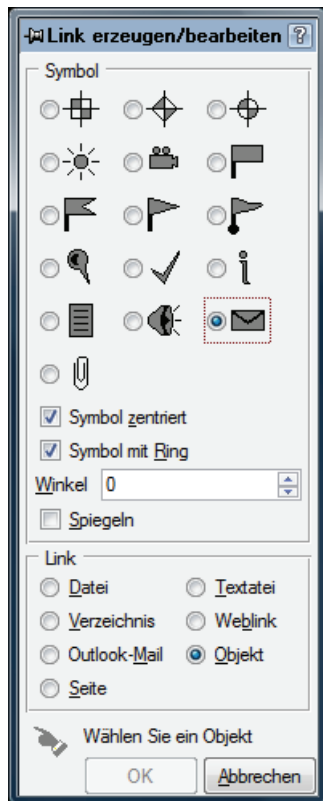 Link erzeugen/bearbeiten ?
Symbol
Symbol zentriert
Symbol mit Ring
Winkel 0
Spiegeln
Link
Datei Textatei
Verzeichnis Weblink
Outlook-Mail Objekt
Seite
Wählen Sie ein Objekt
OK Abbrechen